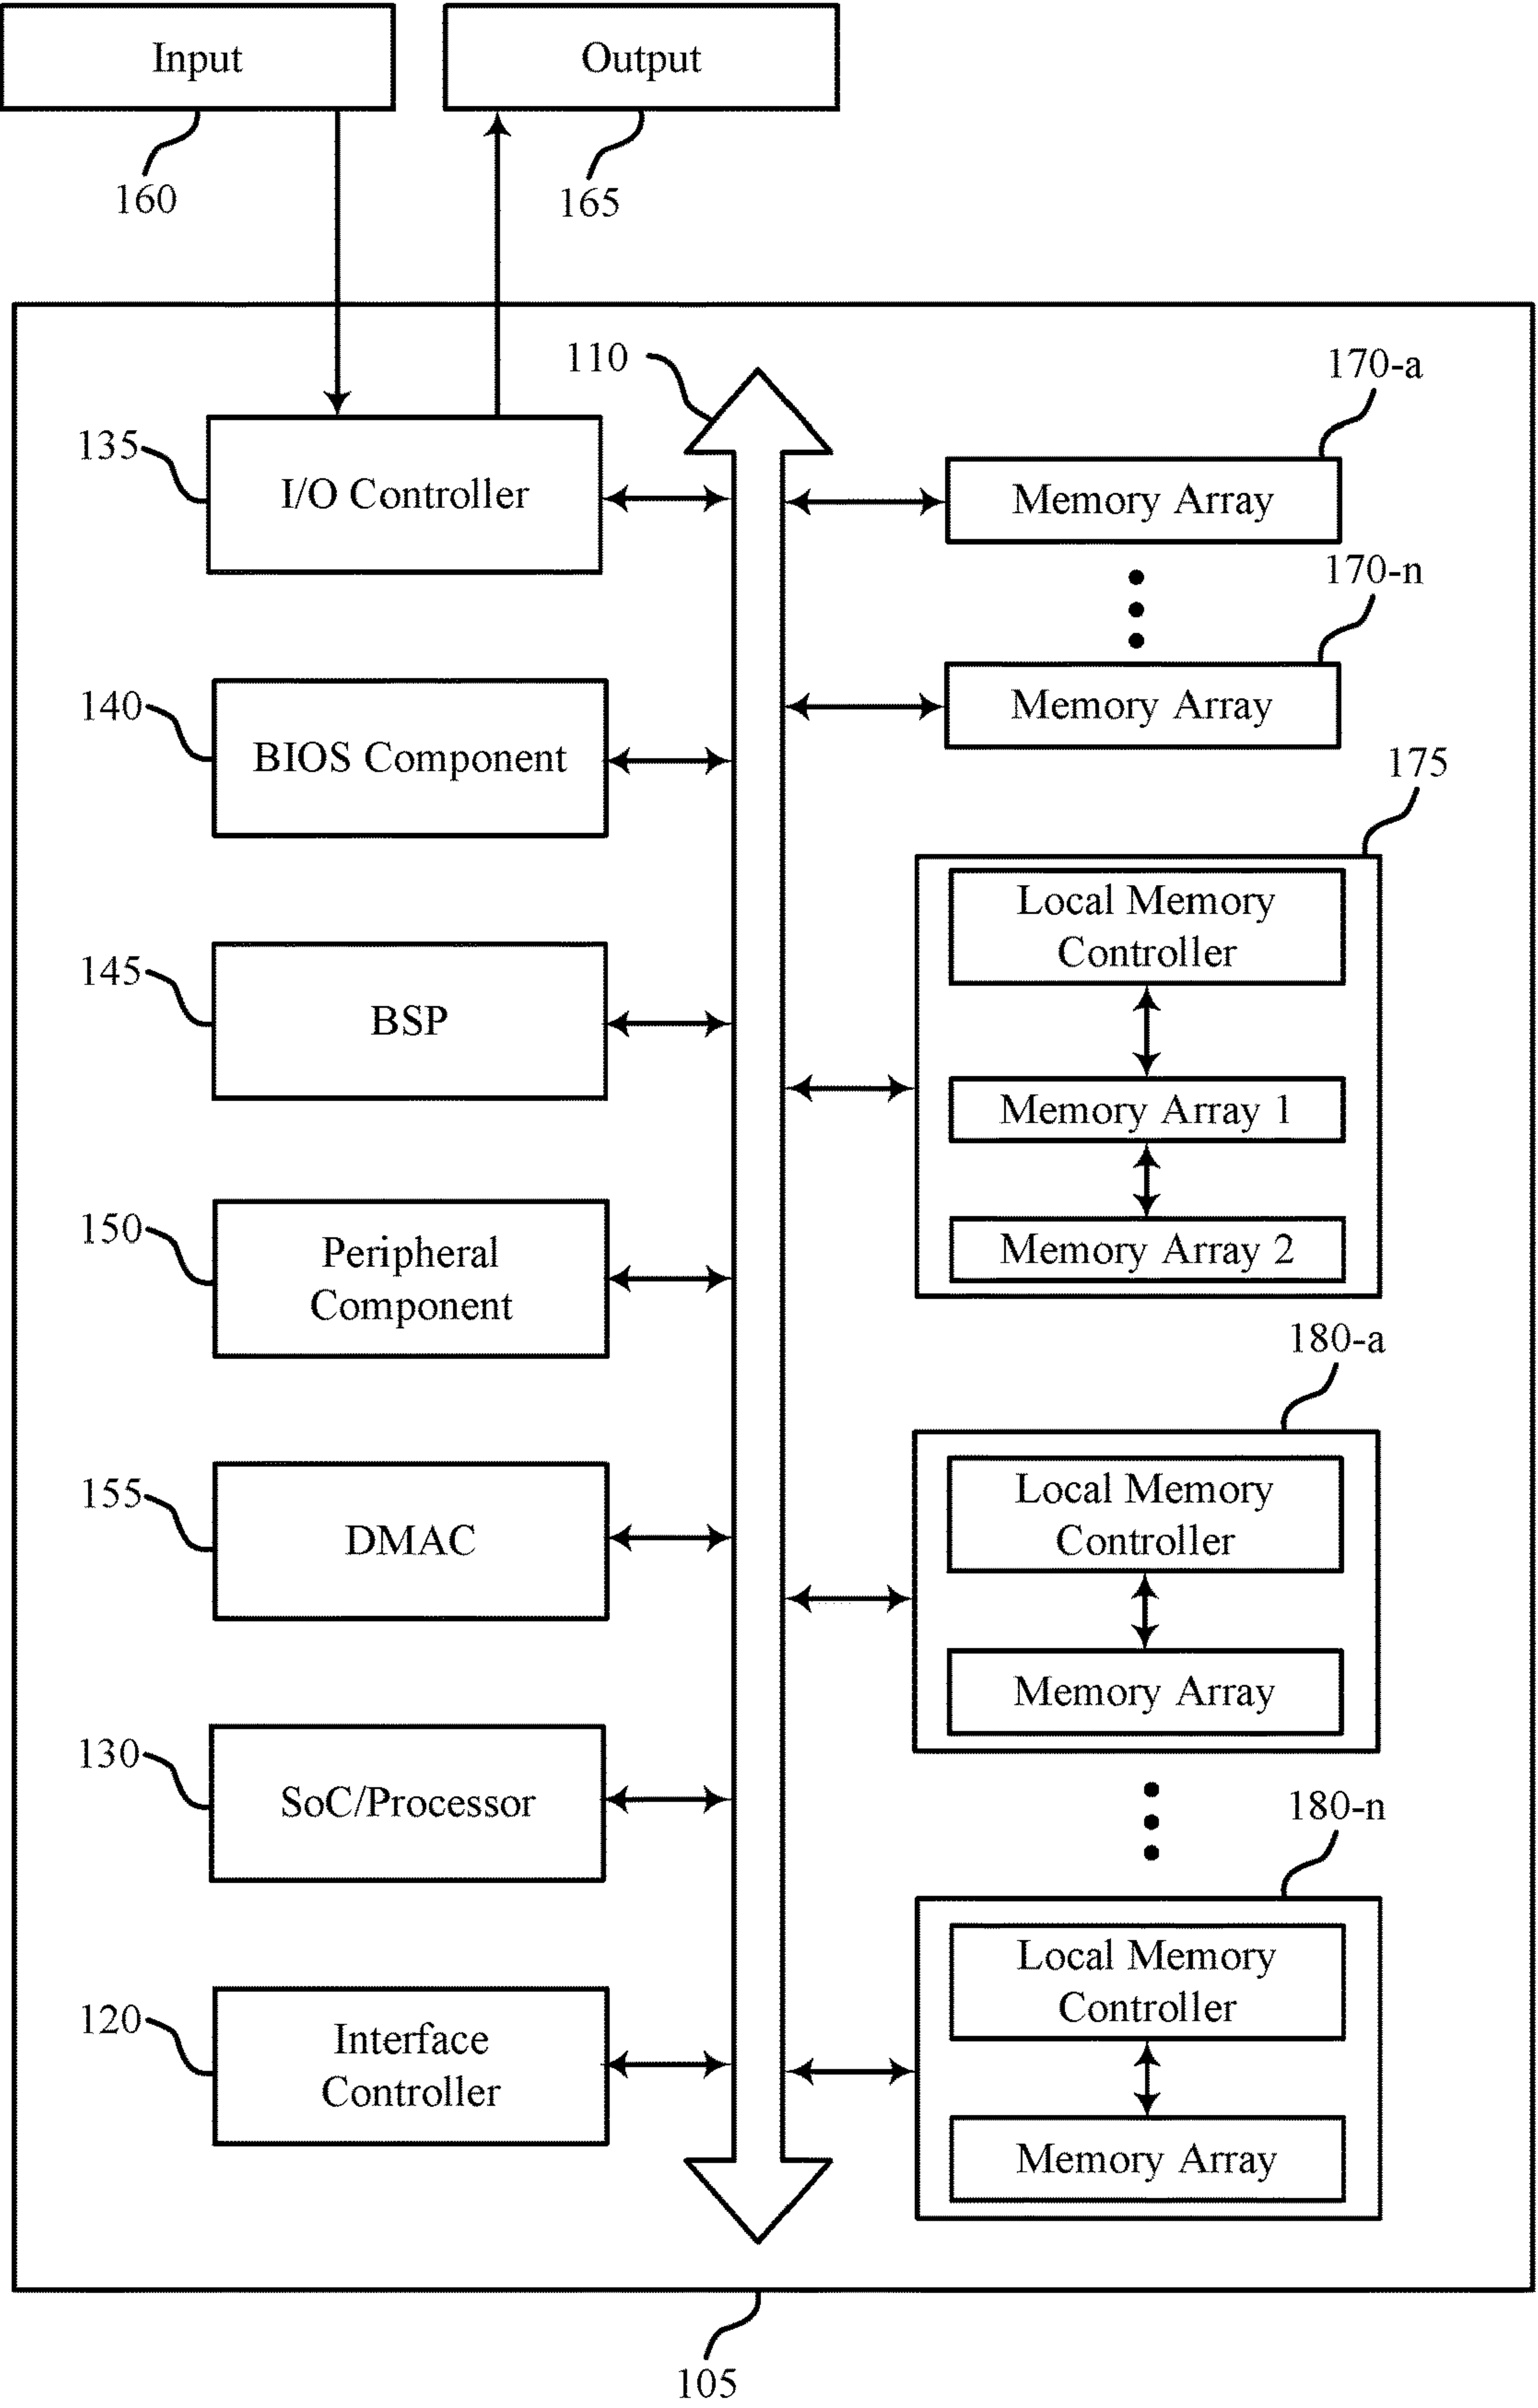 Input
Output
160
165
110
170-a
135
I/O Controller
Memory Array
170-n
140
BIOS Component
Memory Array
175
145
BSP
Local Memory
Controller
Memory Array 1
Memory Array 2
150
Peripheral
Component
180-a
155
DMAC
Local Memory
Controller
Memory Array
130
SoC/Processor
180-n
120
Interface
Controller
Local Memory
Controller
Memory Array
105